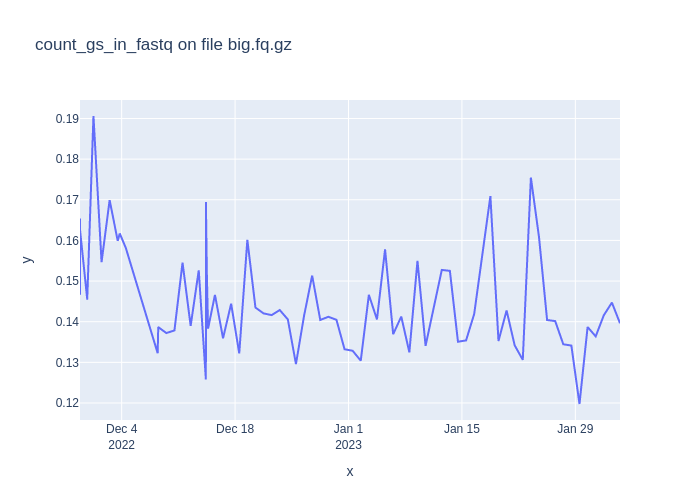 count_gs_in_fastq on file big.fq.gz
0.19
0.18
0.17
0.16
0.15
0.14
0.13
0.12
y
Dec 4
2022
Dec 18
Jan 1
2023
Jan 15
Jan 29
x